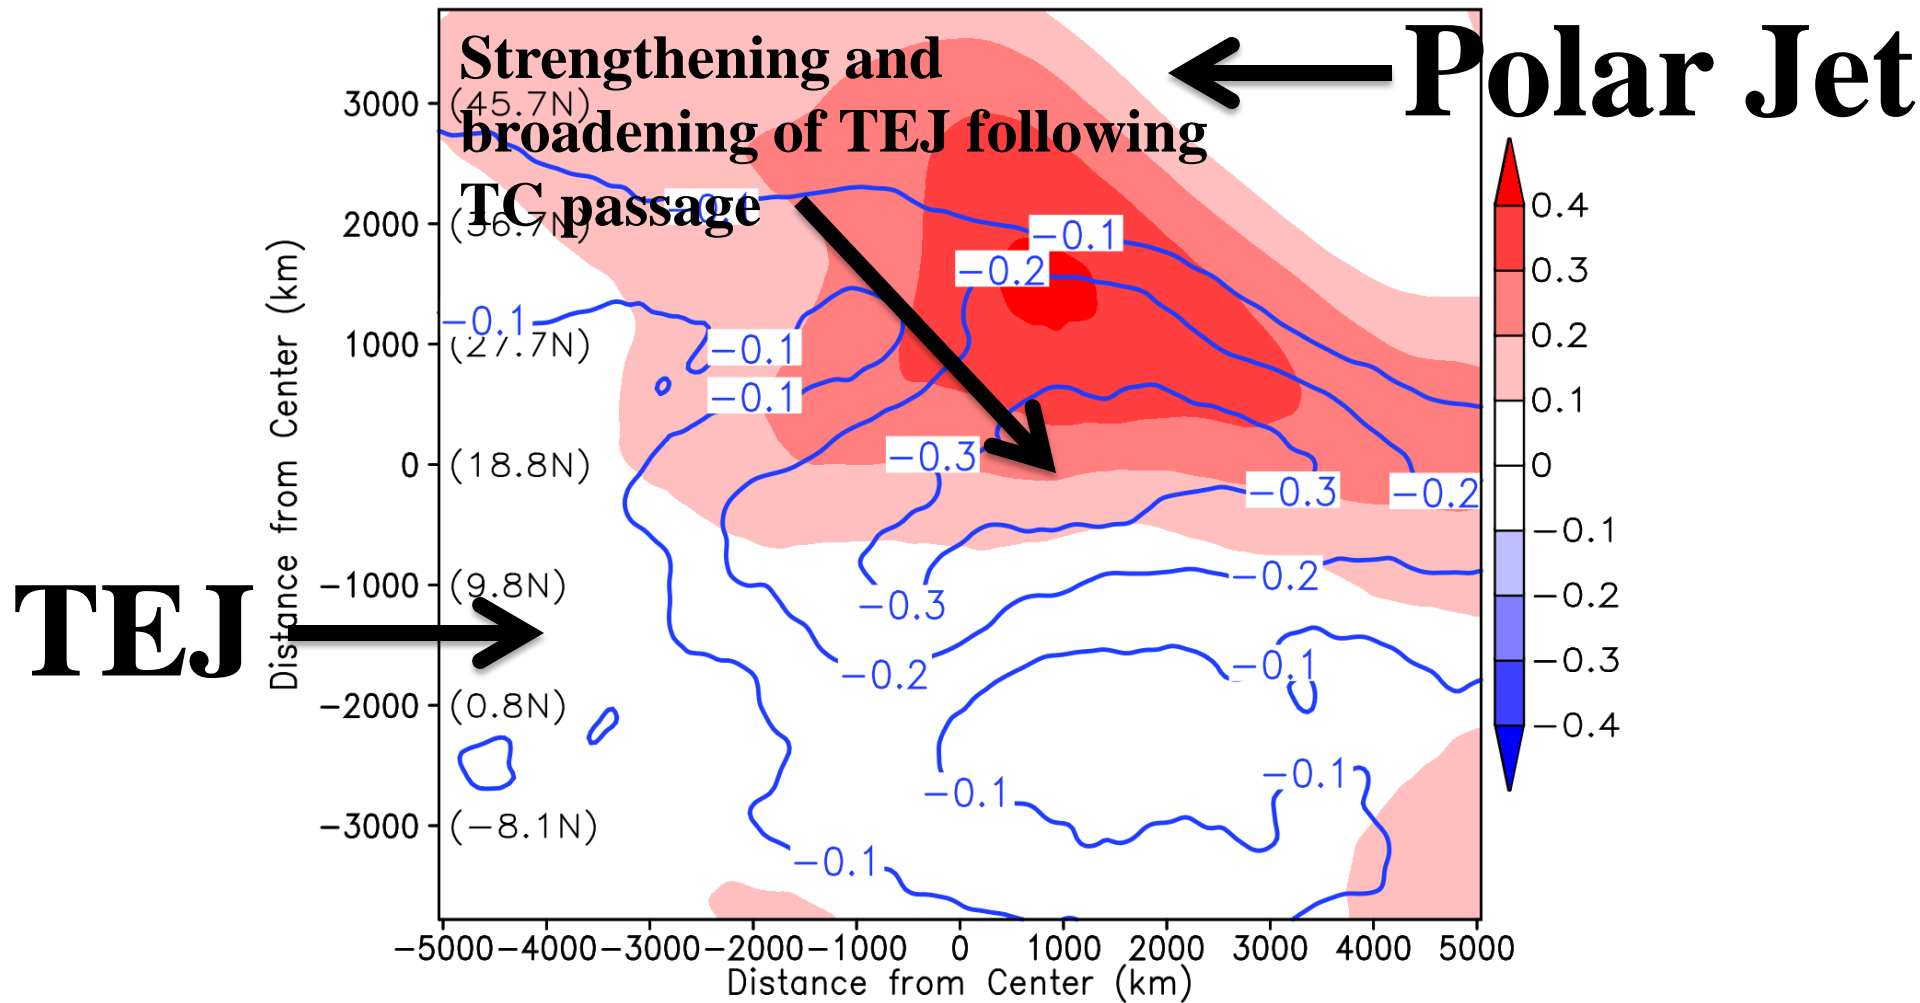 Strengthening and
broadening of TEJ following
TC passage
Polar Jet
TEJ
Distance from Center (km)
3000 (45.7N)
2000 (36.7N)
1000 (27.7N)
0 (18.8N)
−1000 (9.8N)
−2000 (0.8N)
−3000 (−8.1N)
−0.1
−0.1
−0.2
−0.1
−0.1
−0.1
−0.3
−0.3
−0.2
−0.2
−0.3
−0.2
−0.1
−0.1
−0.1
−0.1
0.4
0.3
0.2
0.1
0
−0.1
−0.2
−0.3
−0.4
−5000 −4000 −3000 −2000 −1000 0 1000 2000 3000 4000 5000
Distance from Center (km)